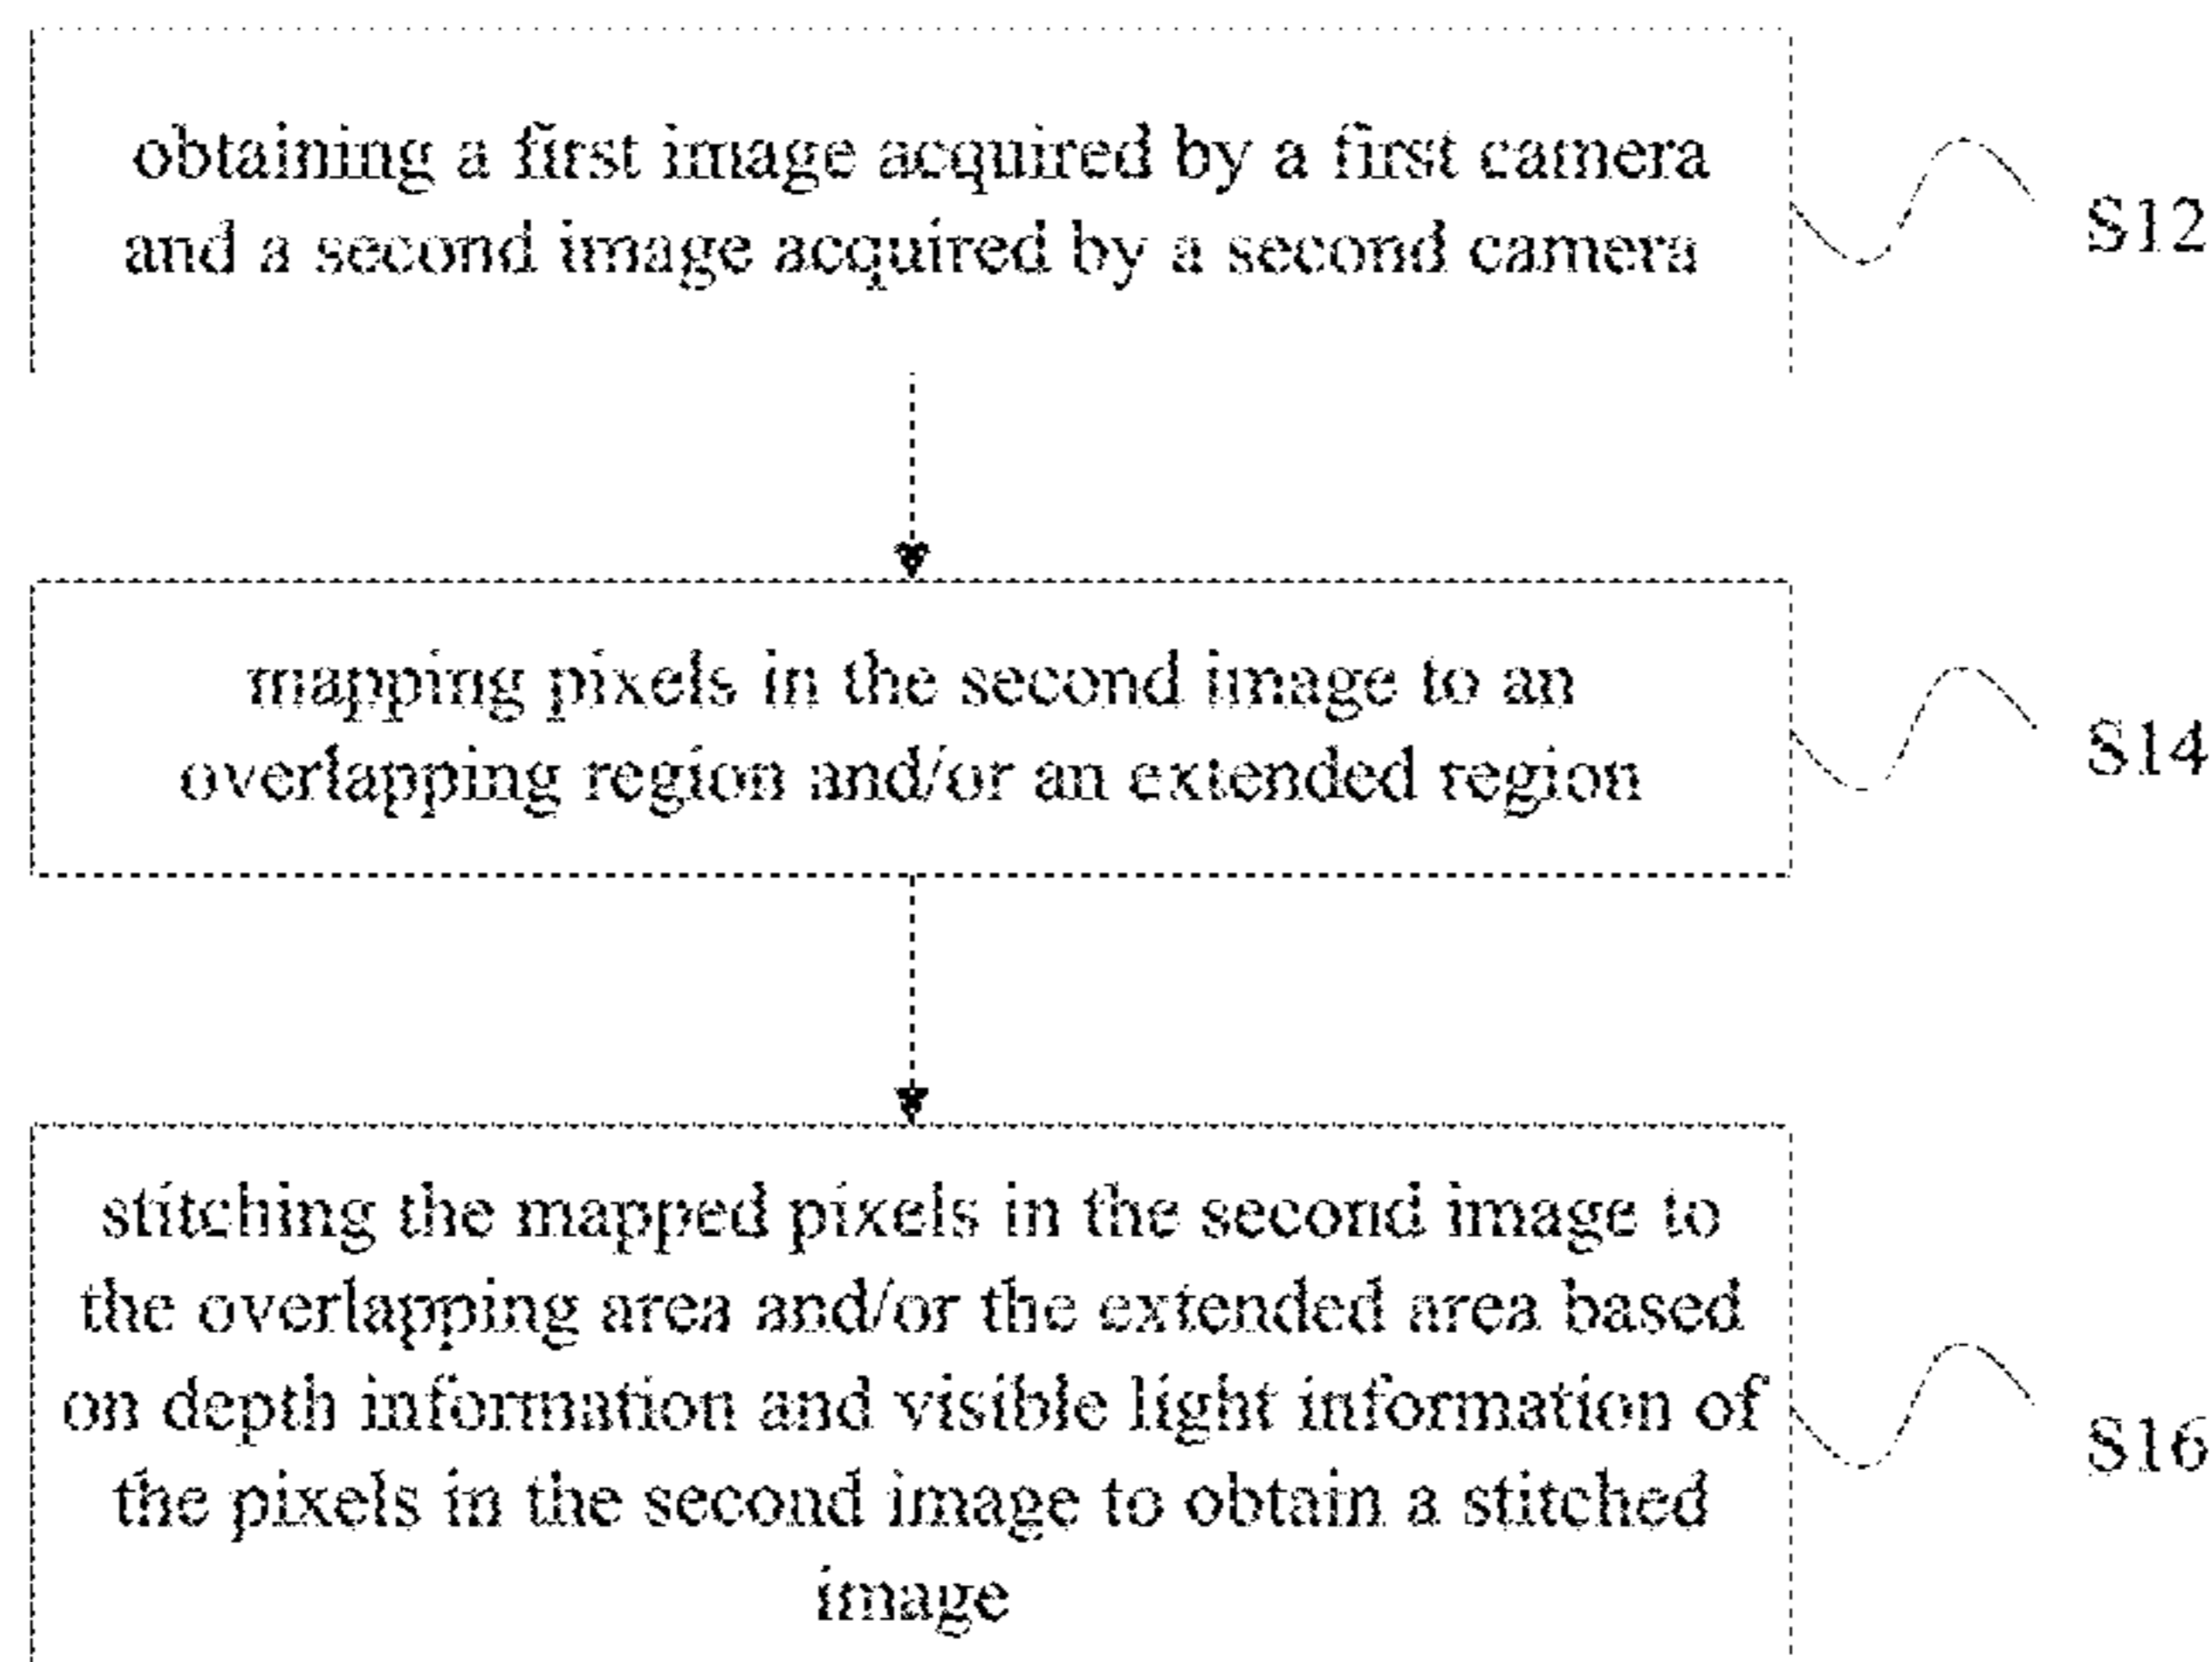 obtaining a first image acquired by a first camera
and a second image acquired by a second camera
S12
mapping pixels in the second image to an
overlapping region and/or an extended region
S14
stitching the mapped pixels in the second image to
the overlapping area and/or the extended area based
on depth information and visible light information of
the pixels in the second image to obtain a stitched
image
S16